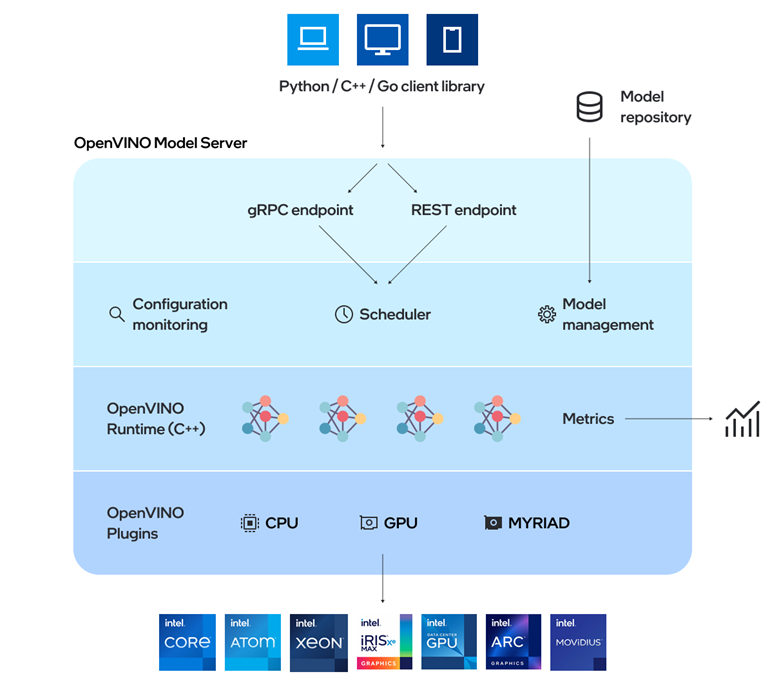 Python / C++ / Go client library
Model
repository
OpenVINO Model Server
gRPC endpoint
REST endpoint
Configuration
monitoring
Scheduler
Model
management
OpenVINO
Runtime (C++)
Metrics
OpenVINO
Plugins
CPU
GPU
MYRIAD
intel.
CORE
intel.
ATOM
intel.
XEON
intel.
iRIS Xe
MAX
GRAPHICS
intel.
DATA CENTER
GPU
intel.
ARC
GRAPHICS
intel.
MOVIDIUS